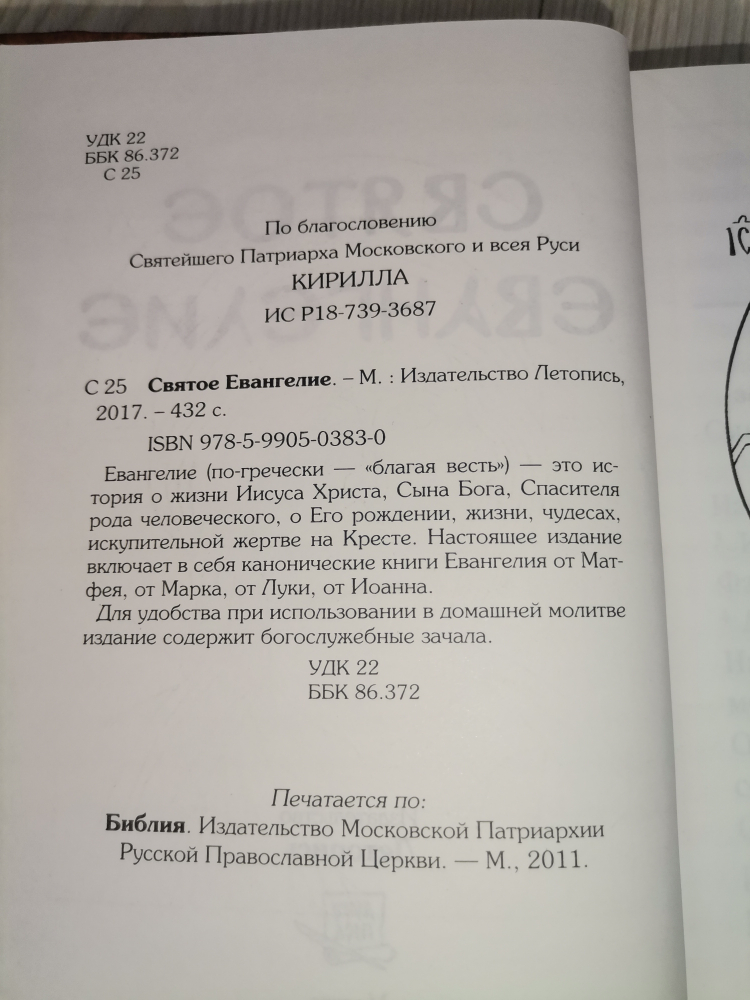 УДК 22
ББК 86.372
С 25
По благословению
Святейшего Патриарха Московского и всея Руси
КИРИЛЛА
ИС Р18-739-3687
С 25 Святое Евангелие. – М. : Издательство Летопись,
2017. – 432 с.
ISBN 978-5-9905-0383-0
Евангелие (по-гречески — «благая весть») — это ис-
тория о жизни Иисуса Христа, Сына Бога, Спасителя
рода человеческого, о Его рождении, жизни, чудесах,
искупительной жертве на Кресте. Настоящее издание
включает в себя канонические книги Евангелия от Мат-
фея, от Марка, от Луки, от Иоанна.
Для удобства при использовании в домашней молитве
издание содержит богослужебные зачала.
УДК 22
ББК 86.372
Печатается по:
Библия. Издательство Московской Патриархии
Русской Православной Церкви. — М., 2011.
СВЯТОЕ
ЕВАНГЕЛИЕ
IC